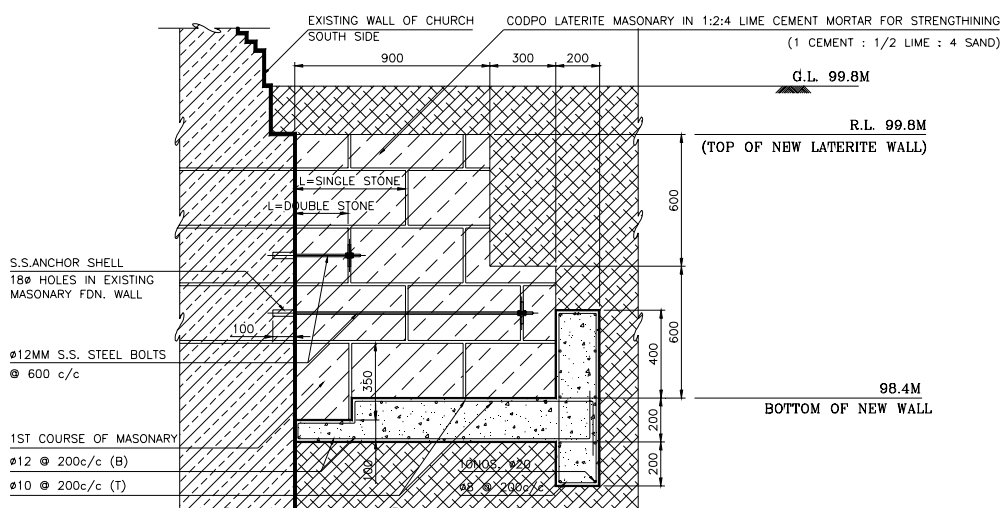 EXISTING WALL OF CHURCH
SOUTH SIDE
CODPO LATERITE MASONARY IN 1:2:4 LIME CEMENT MORTAR FOR STRENGTHINING
(1 CEMENT : 1/2 LIME : 4 SAND)
900
300
200
G.L. 99.8M
R.L. 99.8M
(TOP OF NEW LATERITE WALL)
L=SINGLE STONE
L=DOUBLE STONE
600
S.S.ANCHOR SHELL
18ø HOLES IN EXISTING
MASONARY FDN. WALL
100
600
400
ø12MM S.S. STEEL BOLTS
@ 600 c/c
350
98.4M
BOTTOM OF NEW WALL
200
1ST COURSE OF MASONARY
ø12 @ 200c/c (B)
100
10NOS. ø20
200
ø10 @ 200c/c (T)
ø8 @ 200c/c